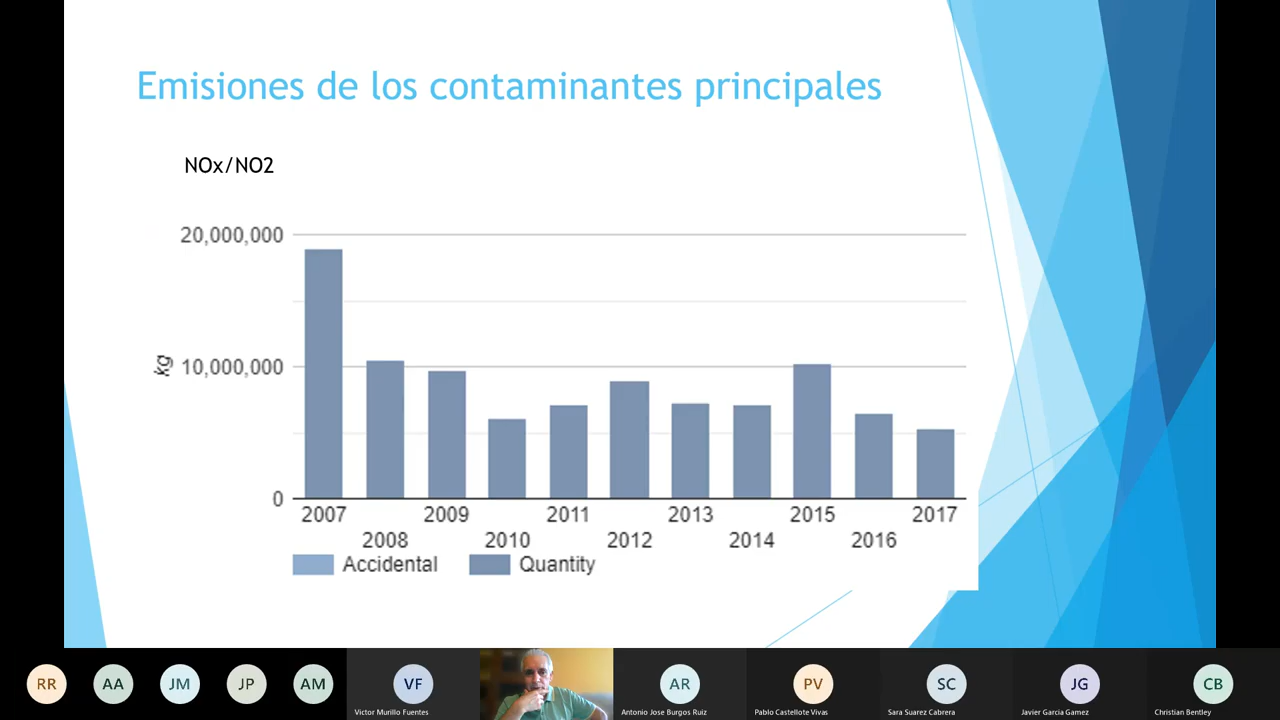 Emisiones de los contaminantes principales
NOx/NO2
20,000,000
kg
10,000,000
0
2007
2008
2009
2010
2011
2012
2013
2014
2015
2016
2017
Accidental
Quantity
RR
AA
JM
JP
AM
VF
Victor Murillo Fuentes
AR
Antonio Jose Burgos Ruiz
PV
Pablo Castellote Vivas
SC
Sara Suarez Cabrera
JG
Javier Garcia Gamez
CB
Christian Bentley